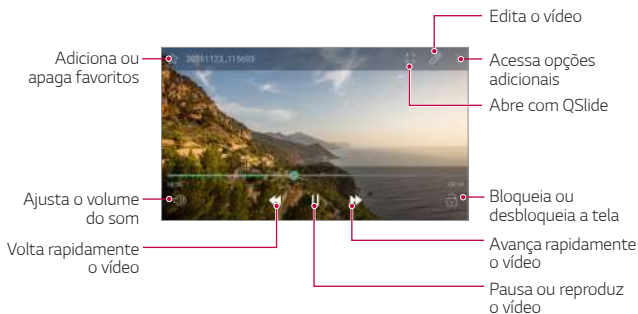 Edita o vídeo
Adiciona ou
apaga favoritos
20161123_115603
Acessa opções
adicionais
Abre com QSlide
Ajusta o volume
do som
Bloqueia ou
desbloqueia a tela
Volta rapidamente
o vídeo
Avança rapidamente
o vídeo
Pausa ou reproduz
o vídeo